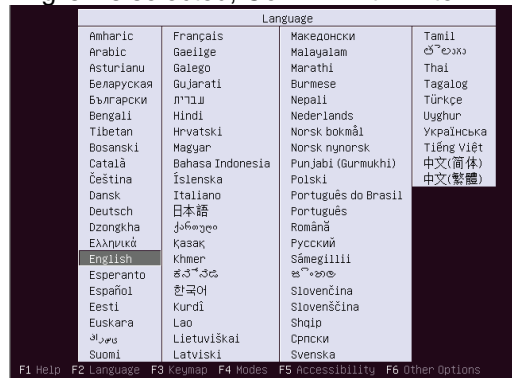 Language
Amharic
Arabic
Asturianu
Беларуская
Български
Bengali
Tibetan
Bosanski
Català
Čeština
Dansk
Deutsch
Dzongkha
Ελληνικά
English
Esperanto
Español
Eesti
Euskara
Suomi
Français
Gaeilge
Galego
Gujarati
עברית
Hindi
Hrvatski
Magyar
Bahasa Indonesia
Íslenska
Italiano
日本語
ქართული
Қазақ
Khmer
ಕನ್ನಡ
한국어
Kurdî
Lao
Lietuviškai
Latviski
Македонски
Malayalam
Marathi
Burmese
Nepali
Nederlands
Norsk bokmål
Norsk nynorsk
Punjabi (Gurmukhi)
Polski
Português do Brasil
Português
Română
Русский
Sámegillii
සිංහල
Slovenčina
Slovenščina
Shqip
Српски
Svenska
Tamil
తెలుగు
Thai
Tagalog
Türkçe
Uyghur
Українська
Tiếng Việt
中文(简体)
中文(繁體)
F1 Help F2 Language F3 Keymap F4 Modes F5 Accessibility F6 Other Options